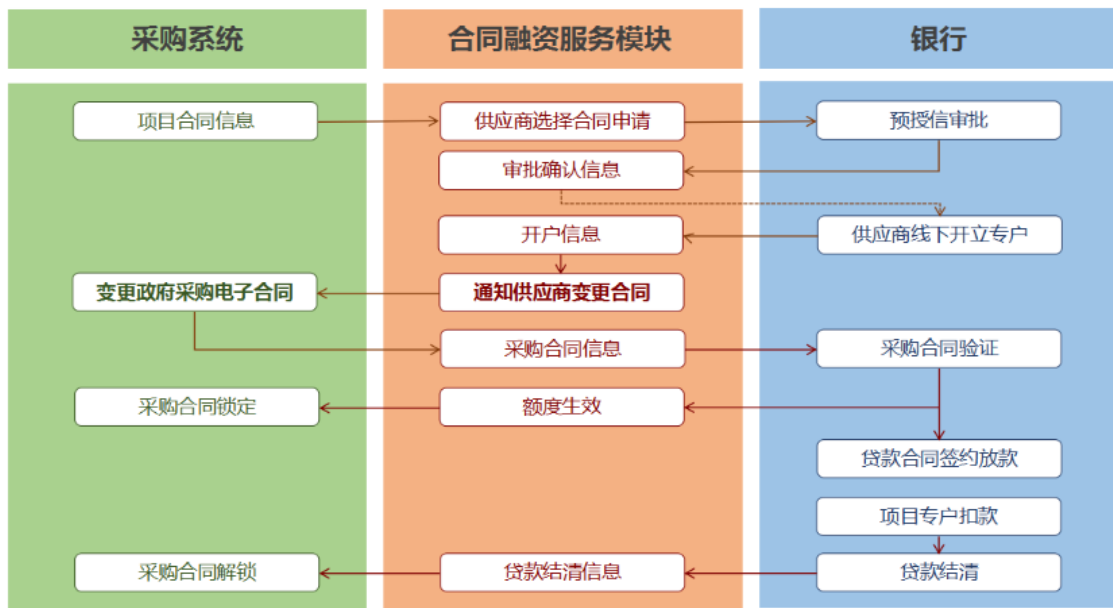 采购系统
合同融资服务模块
银行
项目合同信息
供应商选择合同申请
预授信审批
审批确认信息
开户信息
供应商线下开立专户
变更政府采购电子合同
通知供应商变更合同
采购合同信息
采购合同验证
采购合同锁定
额度生效
贷款合同签约放款
项目专户扣款
采购合同解锁
贷款结清信息
贷款结清